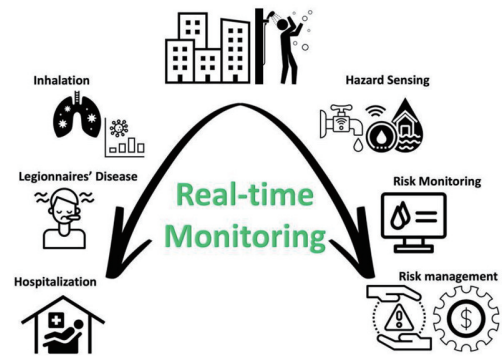 Inhalation
Hazard Sensing
Legionnaires' Disease
Risk Monitoring
Real-time
Monitoring
Hospitalization
Risk management
$